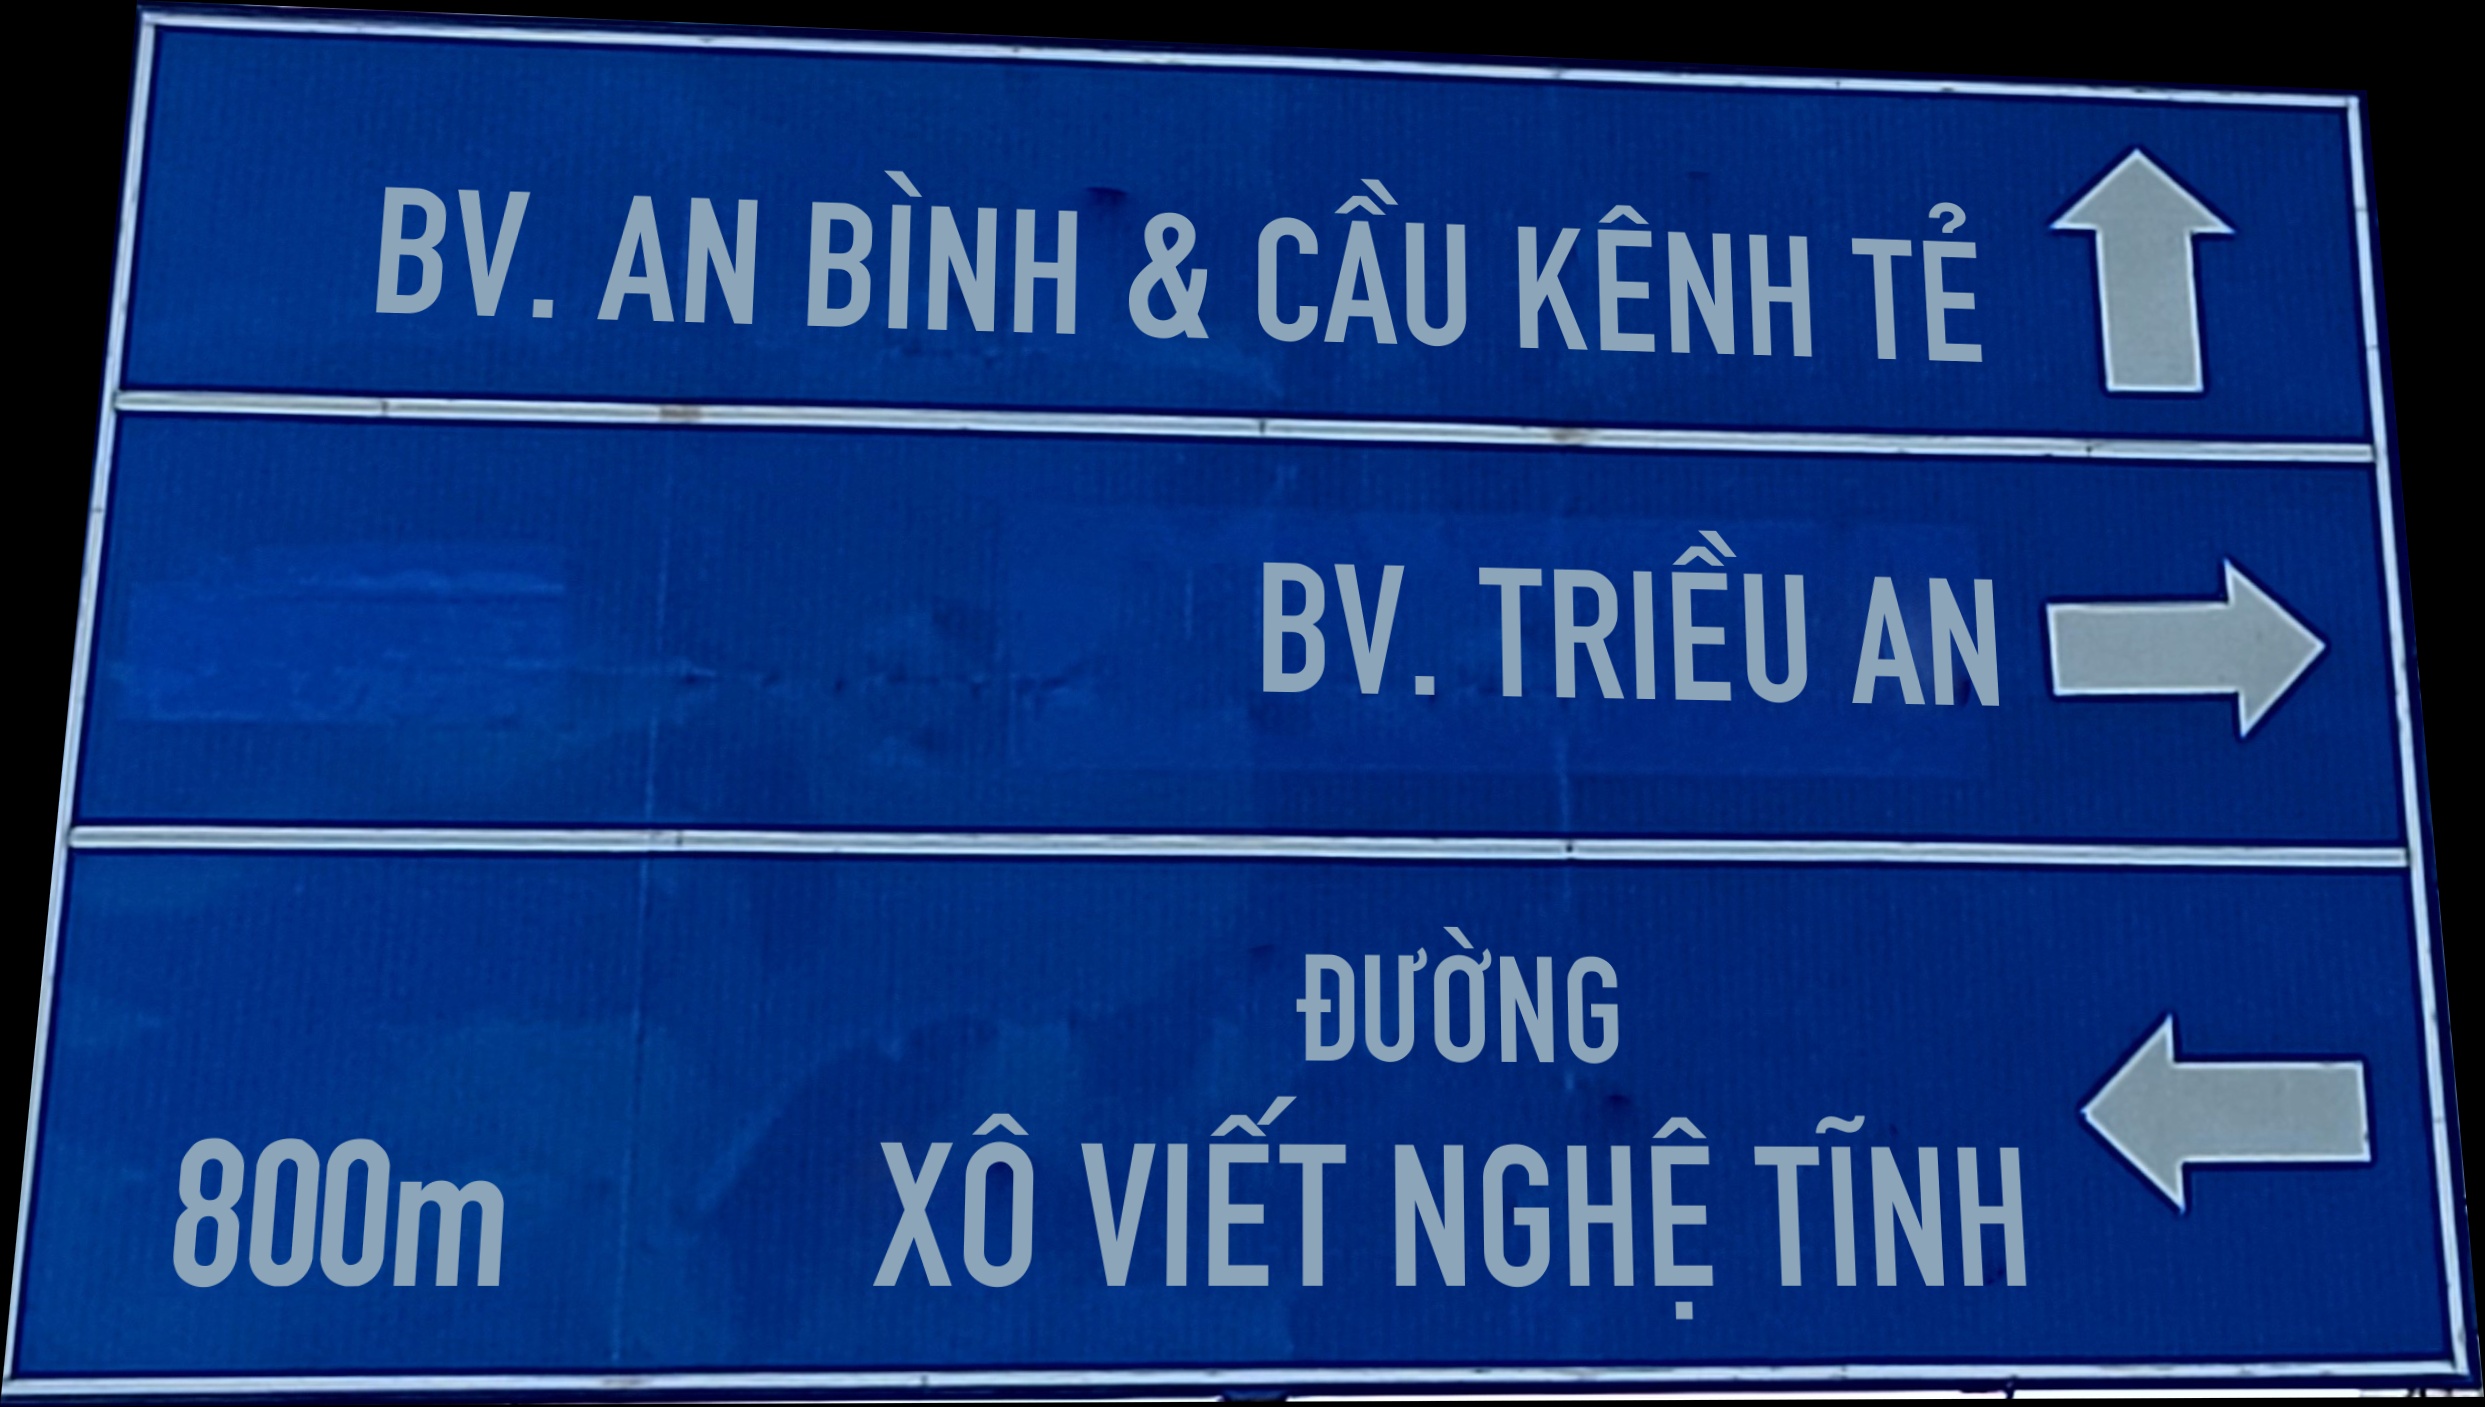 BV. AN BÌNH & CẦU KÊNH TẺ
BV. TRIỀU AN
ĐƯỜNG
XÔ VIẾT NGHỆ TĨNH
800m